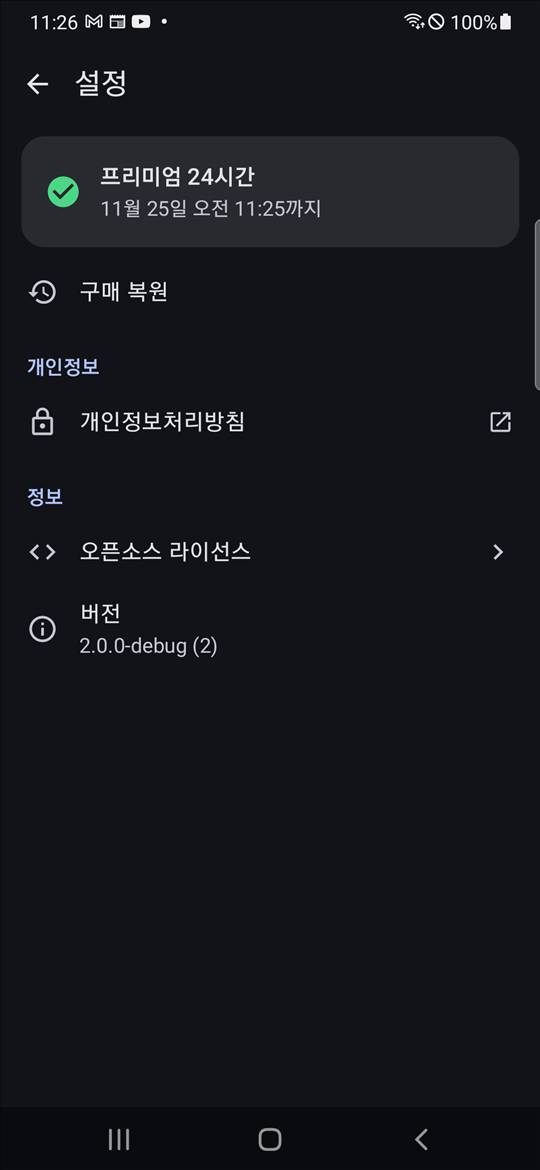 11:26
100%
설정
프리미엄 24시간
11월 25일 오전 11:25까지
구매 복원
개인정보
개인정보처리방침
정보
오픈소스 라이선스
버전
2.0.0-debug (2)